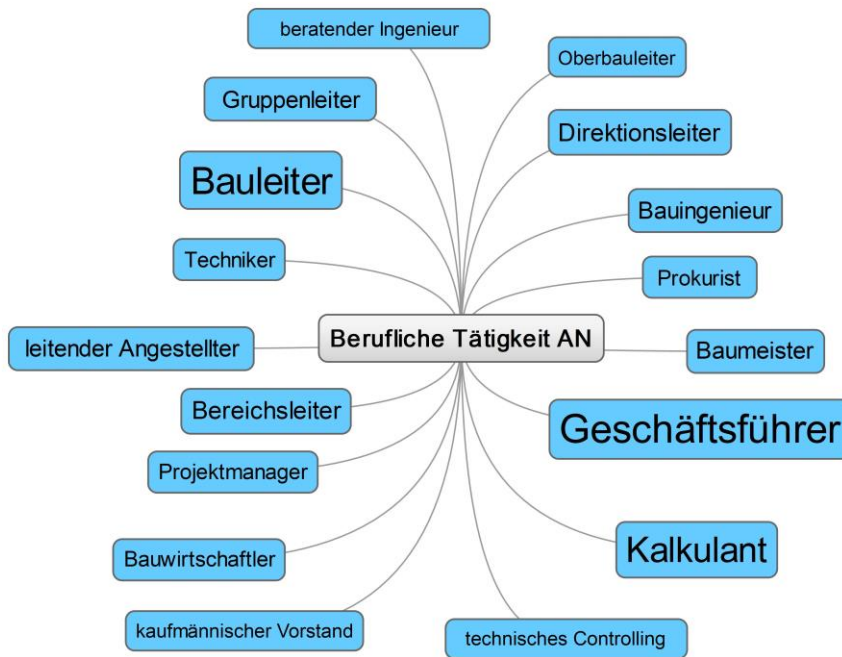 beratender Ingenieur
Oberbauleiter
Gruppenleiter
Direktionsleiter
Bauleiter
Bauingenieur
Techniker
Prokurist
Berufliche Tätigkeit AN
leitender Angestellter
Baumeister
Bereichsleiter
Geschäftsführer
Projektmanager
Kalkulant
Bauwirtschaftler
kaufmännischer Vorstand
technisches Controlling